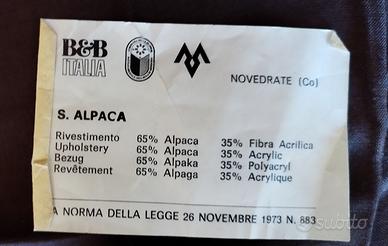 B&B
ITALIA
NOVEDRATE (Co)
S. ALPACA
Rivestimento 65% Alpaca 35% Fibra Acrilica
Upholstery 65% Alpaca 35% Acrylic
Bezug 65% Alpaka 35% Polyacryl
Revêtement 65% Alpaga 35% Acrylique
A NORMA DELLA LEGGE 26 NOVEMBRE 1973 N. 883
subito